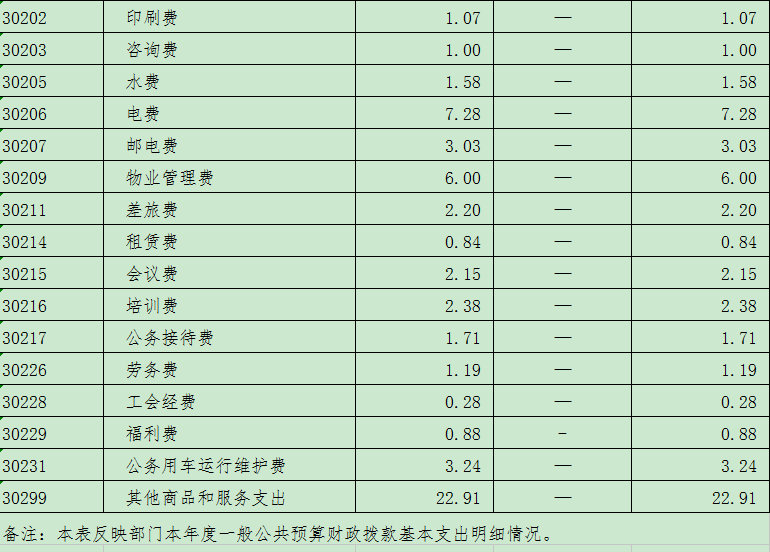 30202 印刷费 1.07 — 1.07
30203 咨询费 1.00 — 1.00
30205 水费 1.58 — 1.58
30206 电费 7.28 — 7.28
30207 邮电费 3.03 — 3.03
30209 物业管理费 6.00 — 6.00
30211 差旅费 2.20 — 2.20
30214 租赁费 0.84 — 0.84
30215 会议费 2.15 — 2.15
30216 培训费 2.38 — 2.38
30217 公务接待费 1.71 — 1.71
30226 劳务费 1.19 — 1.19
30228 工会经费 0.28 — 0.28
30229 福利费 0.88 - 0.88
30231 公务用车运行维护费 3.24 — 3.24
30299 其他商品和服务支出 22.91 — 22.91
备注：本表反映部门本年度一般公共预算财政拨款基本支出明细情况。